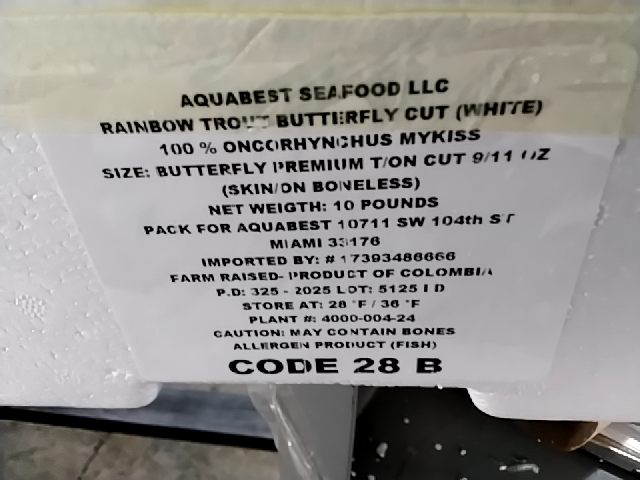 AQUABEST SEAFOOD LLC
RAINBOW TROUT BUTTERFLY CUT (WHITE)
100 % ONCORHYNCHUS MYKISS
SIZE: BUTTERFLY PREMIUM T/ON CUT 9/11 OZ
(SKIN/ON BONELESS)
NET WEIGTH: 10 POUNDS
PACK FOR AQUABEST 10711 SW 104th ST
MIAMI 33176
IMPORTED BY: # 17393486666
FARM RAISED- PRODUCT OF COLOMBIA
P.D: 325 - 2025 LOT: 5125
STORE AT: 28 °F / 36 °F
PLANT #: 4000-004-24
CAUTION: MAY CONTAIN BONES
ALLERGEN PRODUCT (FISH)
CODE 28 B